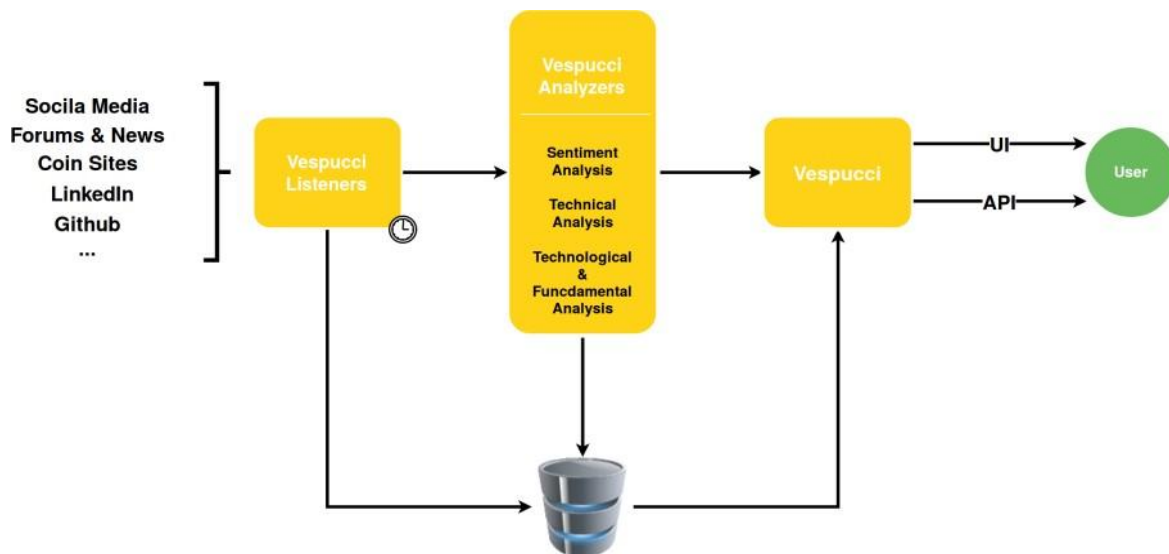 Socila Media
Forums & News
Coin Sites
LinkedIn
Github
...
Vespucci
Listeners
Vespucci
Analyzers
Sentiment
Analysis
Technical
Analysis
Technological
&
Funcdamental
Analysis
Vespucci
UI
API
User